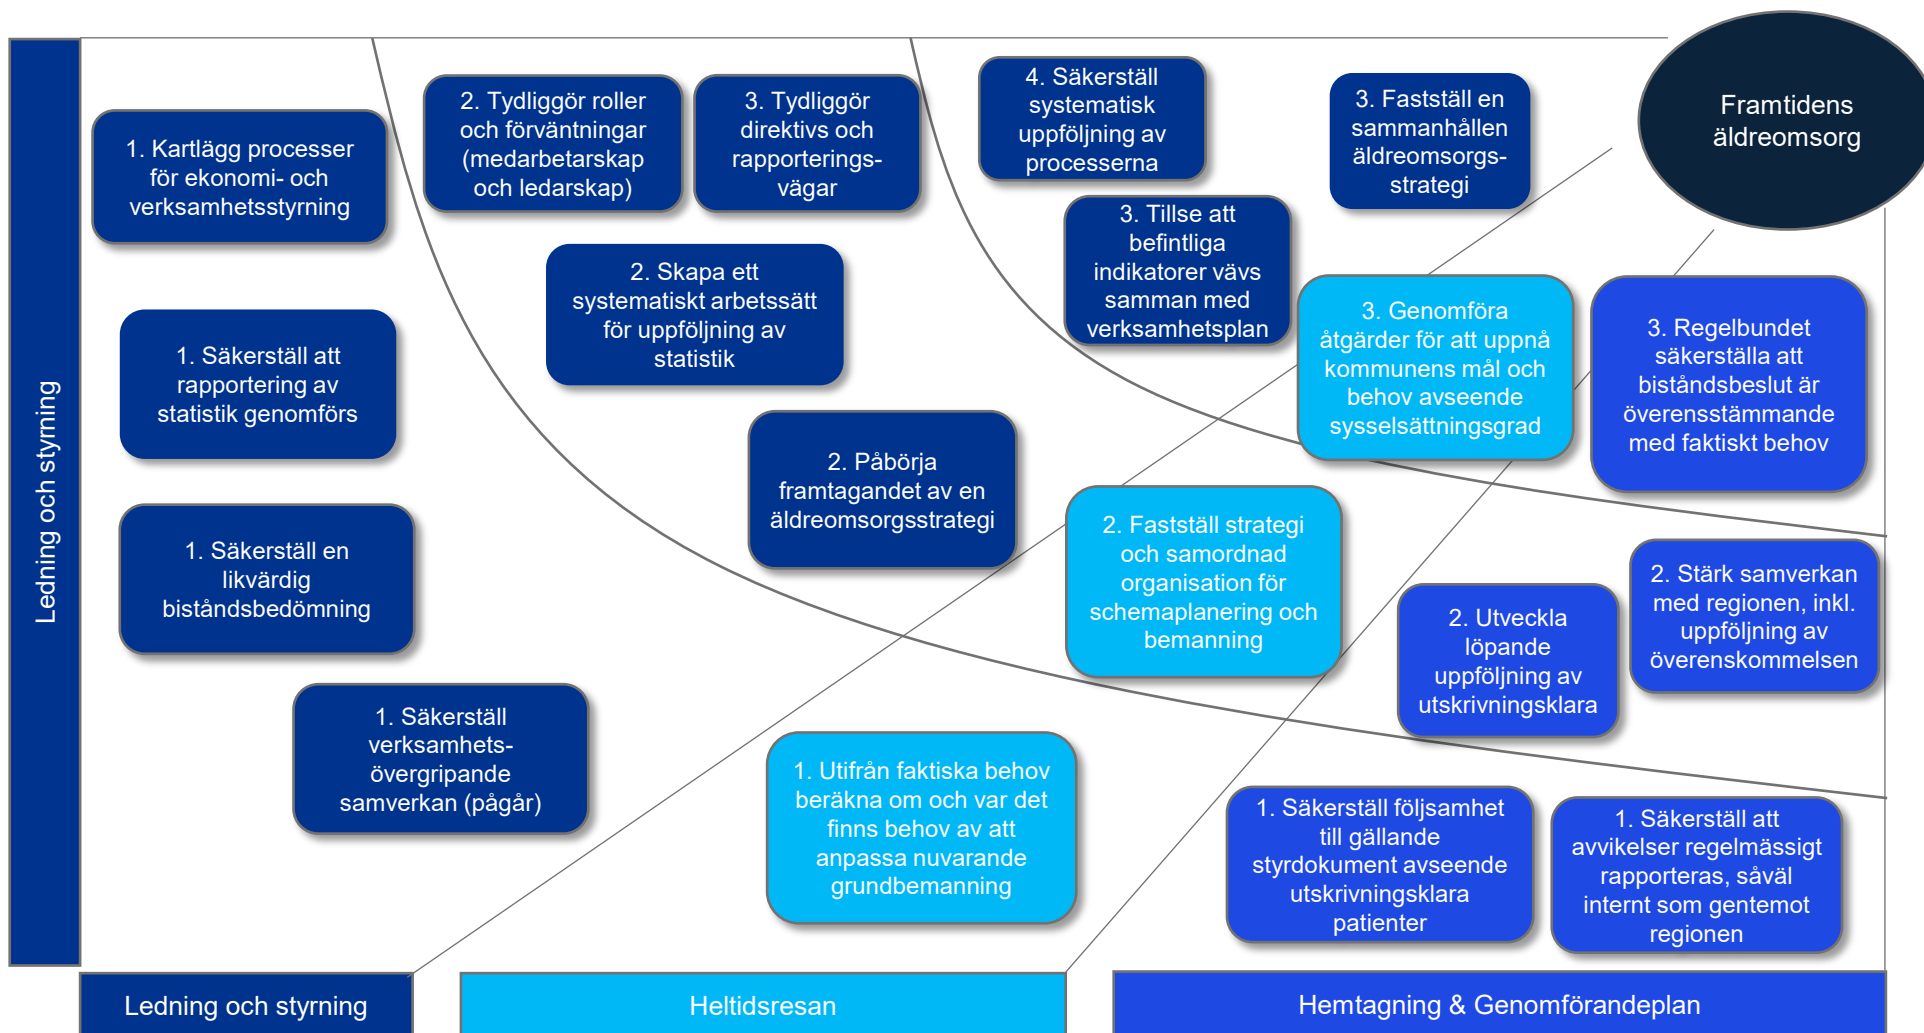 Framtidens
äldreomsorg
Ledning och styrning
1. Kartlägg processer
för ekonomi- och
verksamhetsstyrning
2. Tydliggör roller
och förväntningar
(medarbetarskap
och ledarskap)
3. Tydliggör
direktivs och
rapporterings-
vägar
4. Säkerställ
systematisk
uppföljning av
processerna
3. Fastställ en
sammanhållen
äldreomsorgs-
strategi
2. Skapa ett
systematiskt arbetssätt
för uppföljning av
statistik
3. Tillse att
befintliga
indikatorer vävs
samman med
verksamhetsplan
3. Genomföra
åtgärder för att uppnå
kommunens mål och
behov avseende
sysselsättningsgrad
3. Regelbundet
säkerställa att
biståndsbeslut är
överensstämmande
med faktiskt behov
1. Säkerställ att
rapportering av
statistik genomförs
2. Påbörja
framtagandet av en
äldreomsorgsstrategi
1. Säkerställ en
likvärdig
biståndsbedömning
2. Fastställ strategi
och samordnad
organisation för
schemaplanering och
bemanning
2. Utveckla
löpande
uppföljning av
utskrivningsklara
2. Stärk samverkan
med regionen, inkl.
uppföljning av
överenskommelsen
1. Säkerställ
verksamhets-
övergripande
samverkan (pågår)
1. Utifrån faktiska behov
beräkna om och var det
finns behov av att
anpassa nuvarande
grundbemanning
1. Säkerställ följsamhet
till gällande
styrdokument avseende
utskrivningsklara
patienter
1. Säkerställ att
avvikelser regelmässigt
rapporteras, såväl
internt som gentemot
regionen
Ledning och styrning
Heltidsresan
Hemtagning & Genomförandeplan